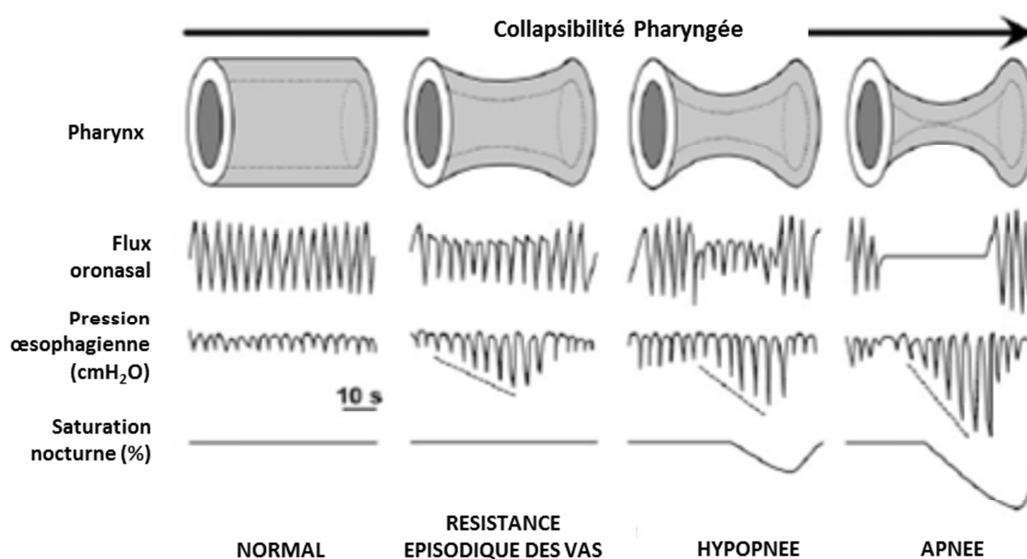 Collapsibilité Pharyngée
Pharynx
Flux
oronasal
Pression
œsophagienne
(cmH₂O)
10 s
Saturation
nocturne (%)
NORMAL
RESISTANCE
EPISODIQUE DES VAS
HYPOPNEE
APNEE